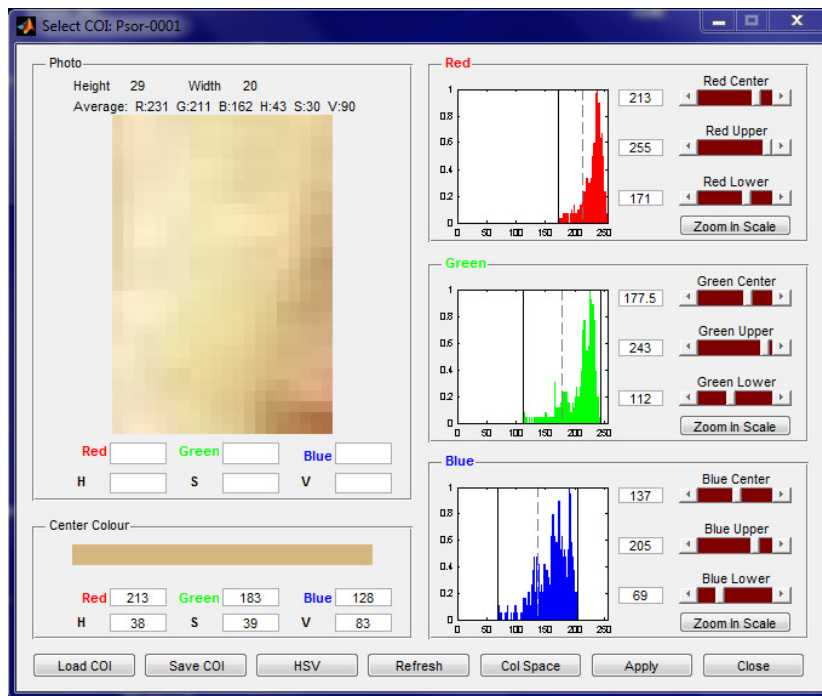 Select COI: Psor-0001
Photo
Height 29 Width 20
Average: R:231 G:211 B:162 H:43 S:30 V:90
Red Green Blue
H S V
Center Colour
Red 213 Green 183 Blue 128
H 38 S 39 V 83
Red
1
0.8
0.6
0.4
0.2
0
0 50 100 150 200 250
213
Red Center
255
Red Upper
171
Red Lower
Zoom In Scale
Green
1
0.8
0.6
0.4
0.2
0
0 50 100 150 200 250
177.5
Green Center
243
Green Upper
112
Green Lower
Zoom In Scale
Blue
1
0.8
0.6
0.4
0.2
0
0 50 100 150 200 250
137
Blue Center
205
Blue Upper
69
Blue Lower
Zoom In Scale
Load COI Save COI HSV Refresh Col Space Apply Close